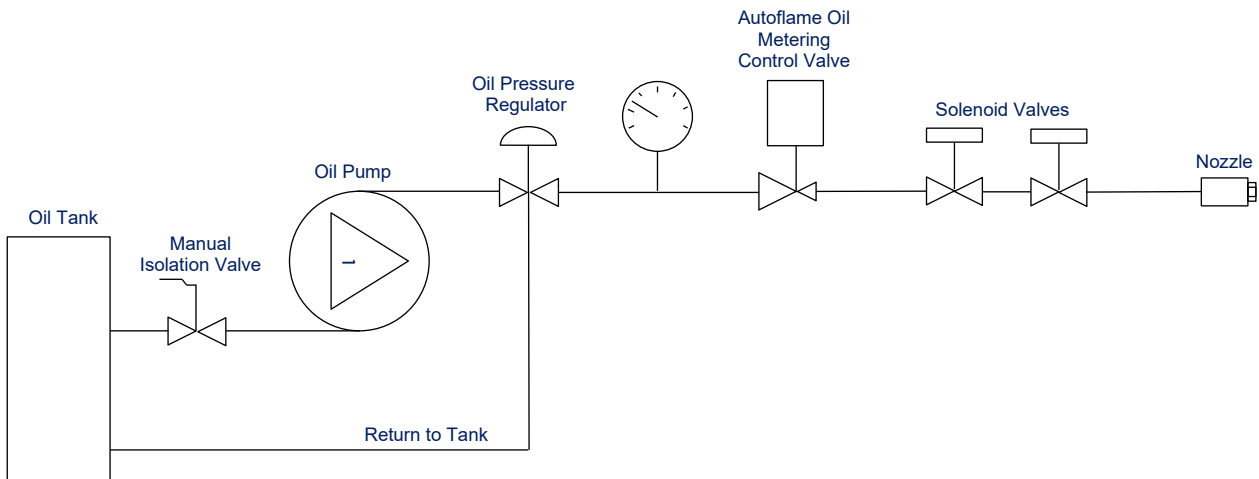 Autoflame Oil
Metering
Control Valve
Oil Pressure
Regulator
Solenoid Valves
Oil Pump
Nozzle
Oil Tank
Manual
Isolation Valve
1
Return to Tank